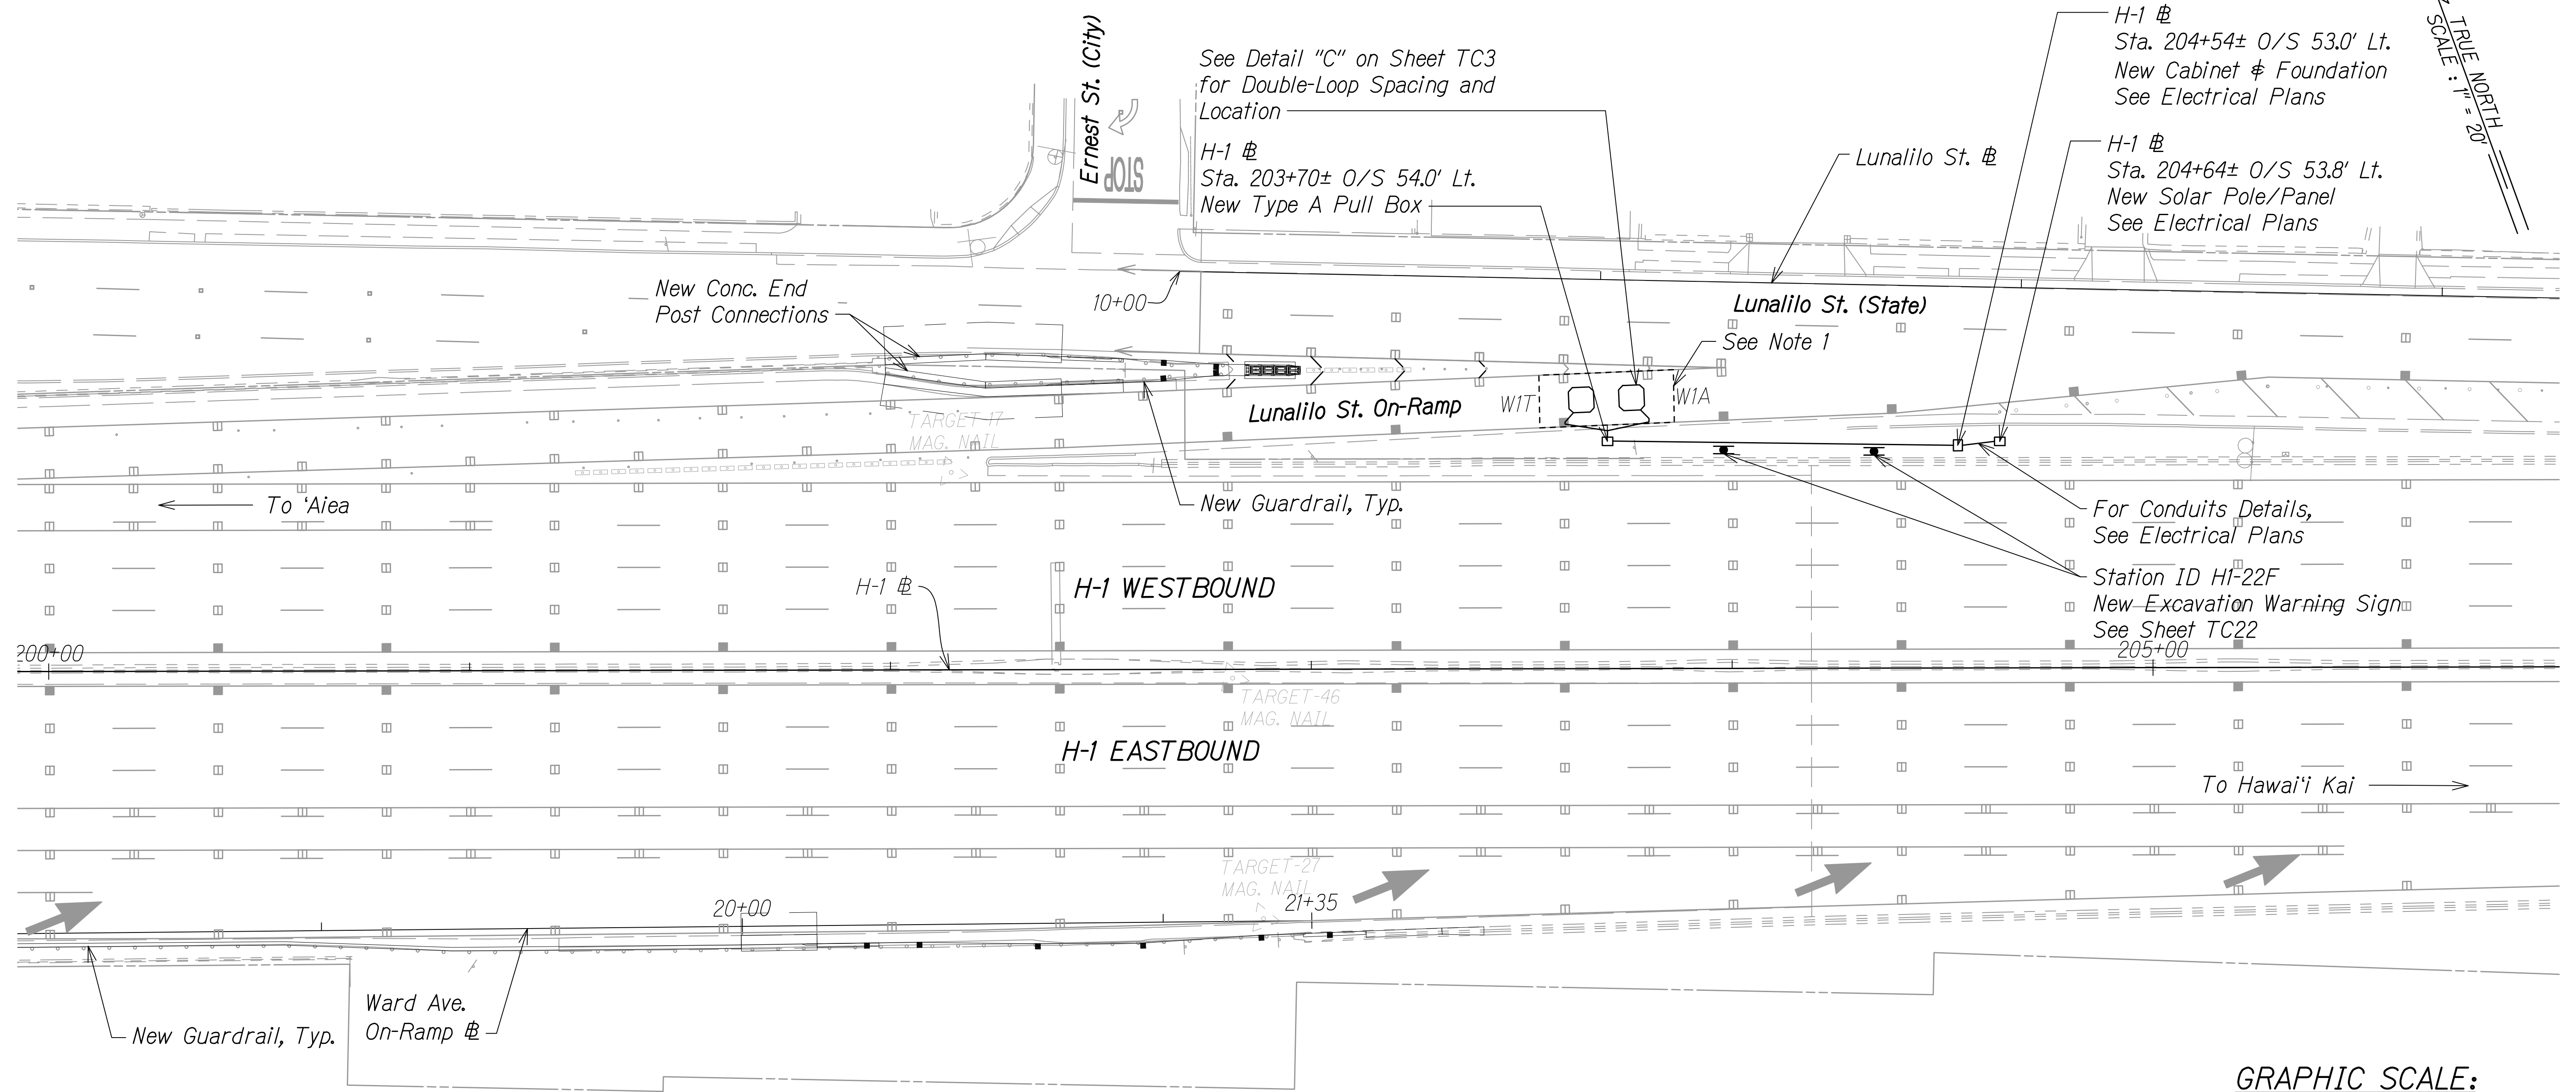 Ernest St. (City)
STOP
See Detail "C" on Sheet TC3
for Double-Loop Spacing and
Location
H-1 ⅊
Sta. 203+70± O/S 54.0' Lt.
New Type A Pull Box
H-1 ⅊
Sta. 204+54± O/S 53.0' Lt.
New Cabinet & Foundation
See Electrical Plans
TRUE NORTH
SCALE : 1" = 20'
H-1 ⅊
Sta. 204+64± O/S 53.8' Lt.
New Solar Pole/Panel
See Electrical Plans
Lunalilo St. ⅊
New Conc. End
Post Connections
10+00
Lunalilo St. (State)
See Note 1
W1T
W1A
Lunalilo St. On-Ramp
TARGET-17
MAG. NAIL
To ʻAiea
New Guardrail, Typ.
For Conduits Details,
See Electrical Plans
Station ID H1-22F
New Excavation Warning Sign
See Sheet TC22
H-1 ⅊
H-1 WESTBOUND
200+00
205+00
TARGET-46
MAG. NAIL
H-1 EASTBOUND
To Hawaiʻi Kai
TARGET-27
MAG. NAIL
20+00
21+35
Ward Ave.
On-Ramp ⅊
New Guardrail, Typ.
GRAPHIC SCALE: